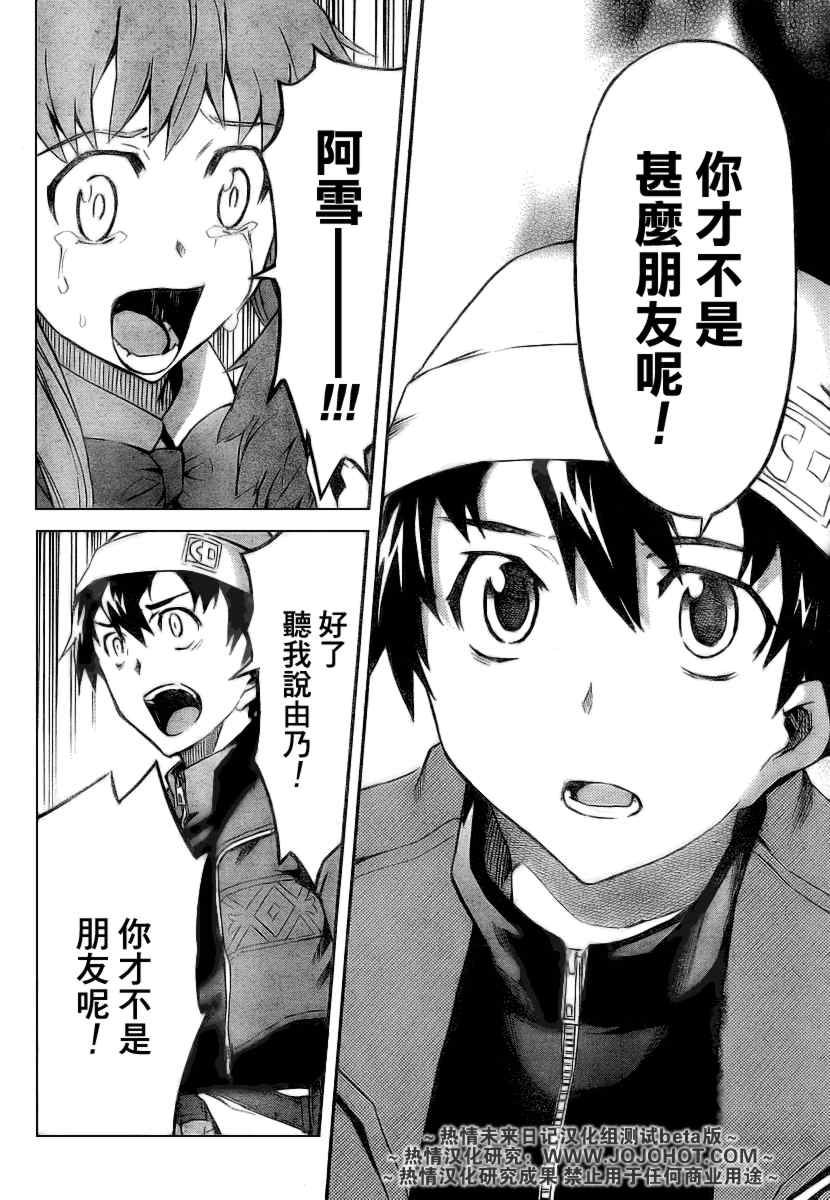 你才不是
甚麼朋友呢！
阿雪——!!!
好了
聽我說由乃！
你才不是
朋友呢！
~热情未来日记汉化组测试beta版~
~热情汉化研究：WWW.JOJOHOT.COM~
~热情汉化研究成果 禁止用于任何商业用途~